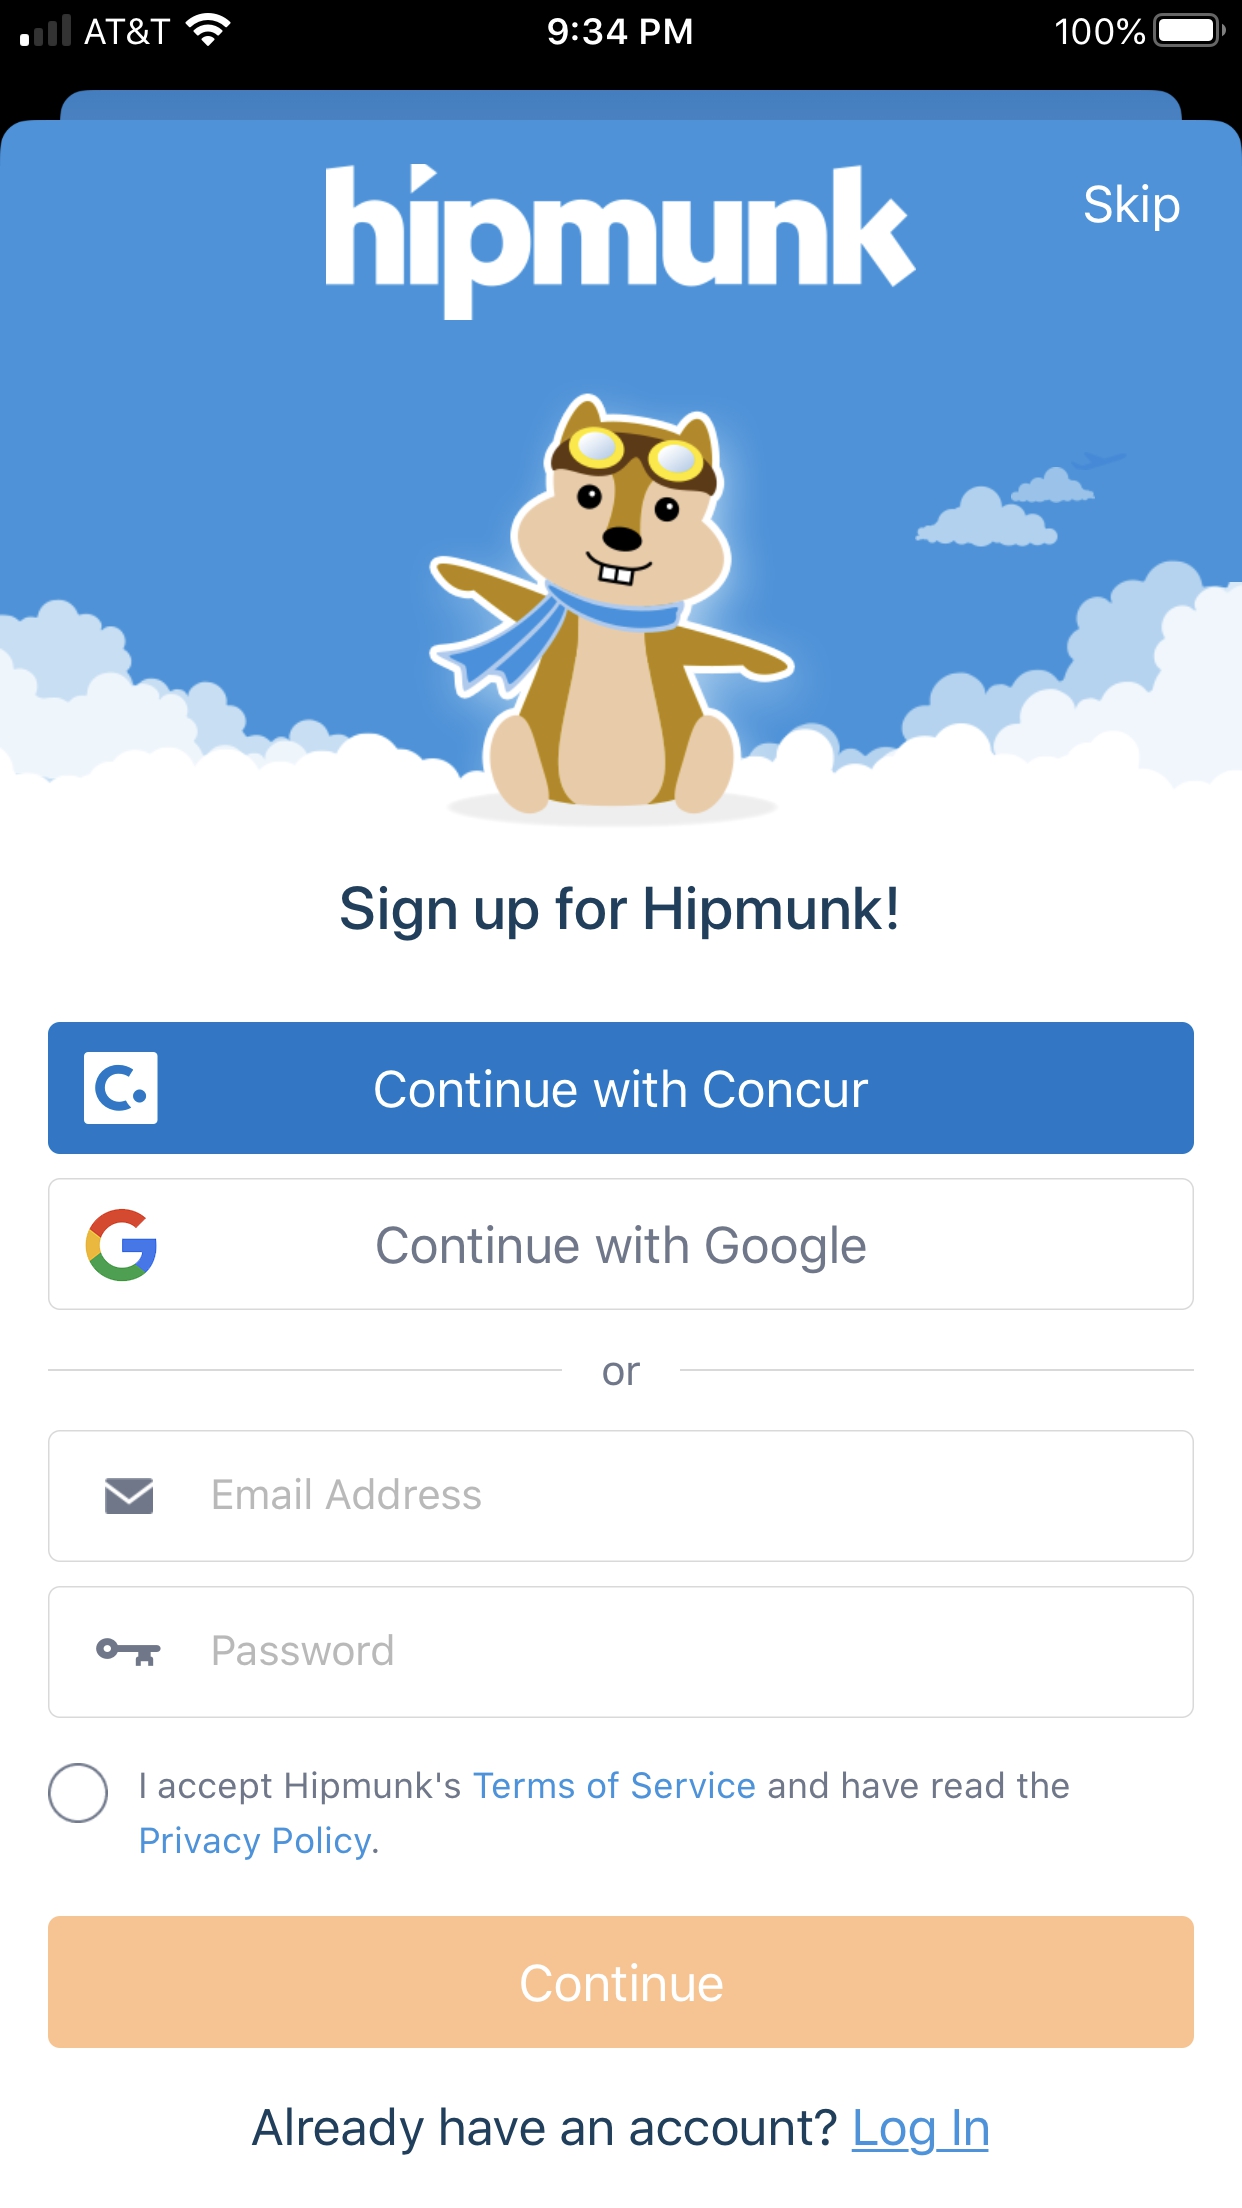 AT&T
9:34 PM
100%
hipmunk
Skip
Sign up for Hipmunk!
Continue with Concur
Continue with Google
or
Email Address
Password
I accept Hipmunk's Terms of Service and have read the
Privacy Policy.
Continue
Already have an account? Log In